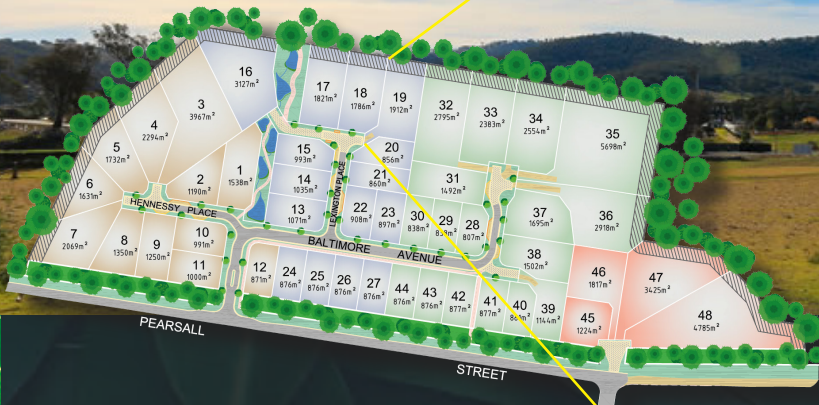 16
3127m²
17
1821m²
18
1786m²
19
1912m²
32
2795m²
33
2383m²
34
2554m²
35
5698m²
3
3967m²
4
2294m²
5
1732m²
6
1631m²
2
1190m²
1
1538m²
15
993m²
14
1035m²
13
1071m²
LEXINGTON PLACE
20
856m²
21
860m²
22
908m²
23
897m²
30
838m²
29
28
807m²
31
1492m²
37
1695m²
36
2918m²
38
1502m²
HENNESSY PLACE
7
2069m²
8
1350m²
9
1250m²
10
991m²
11
1000m²
BALTIMORE AVENUE
12
871m²
24
876m²
25
876m²
26
876m²
27
876m²
44
876m²
43
876m²
42
877m²
41
877m²
40
39
1144m²
46
1817m²
45
1224m²
47
3425m²
48
4785m²
PEARSALL STREET